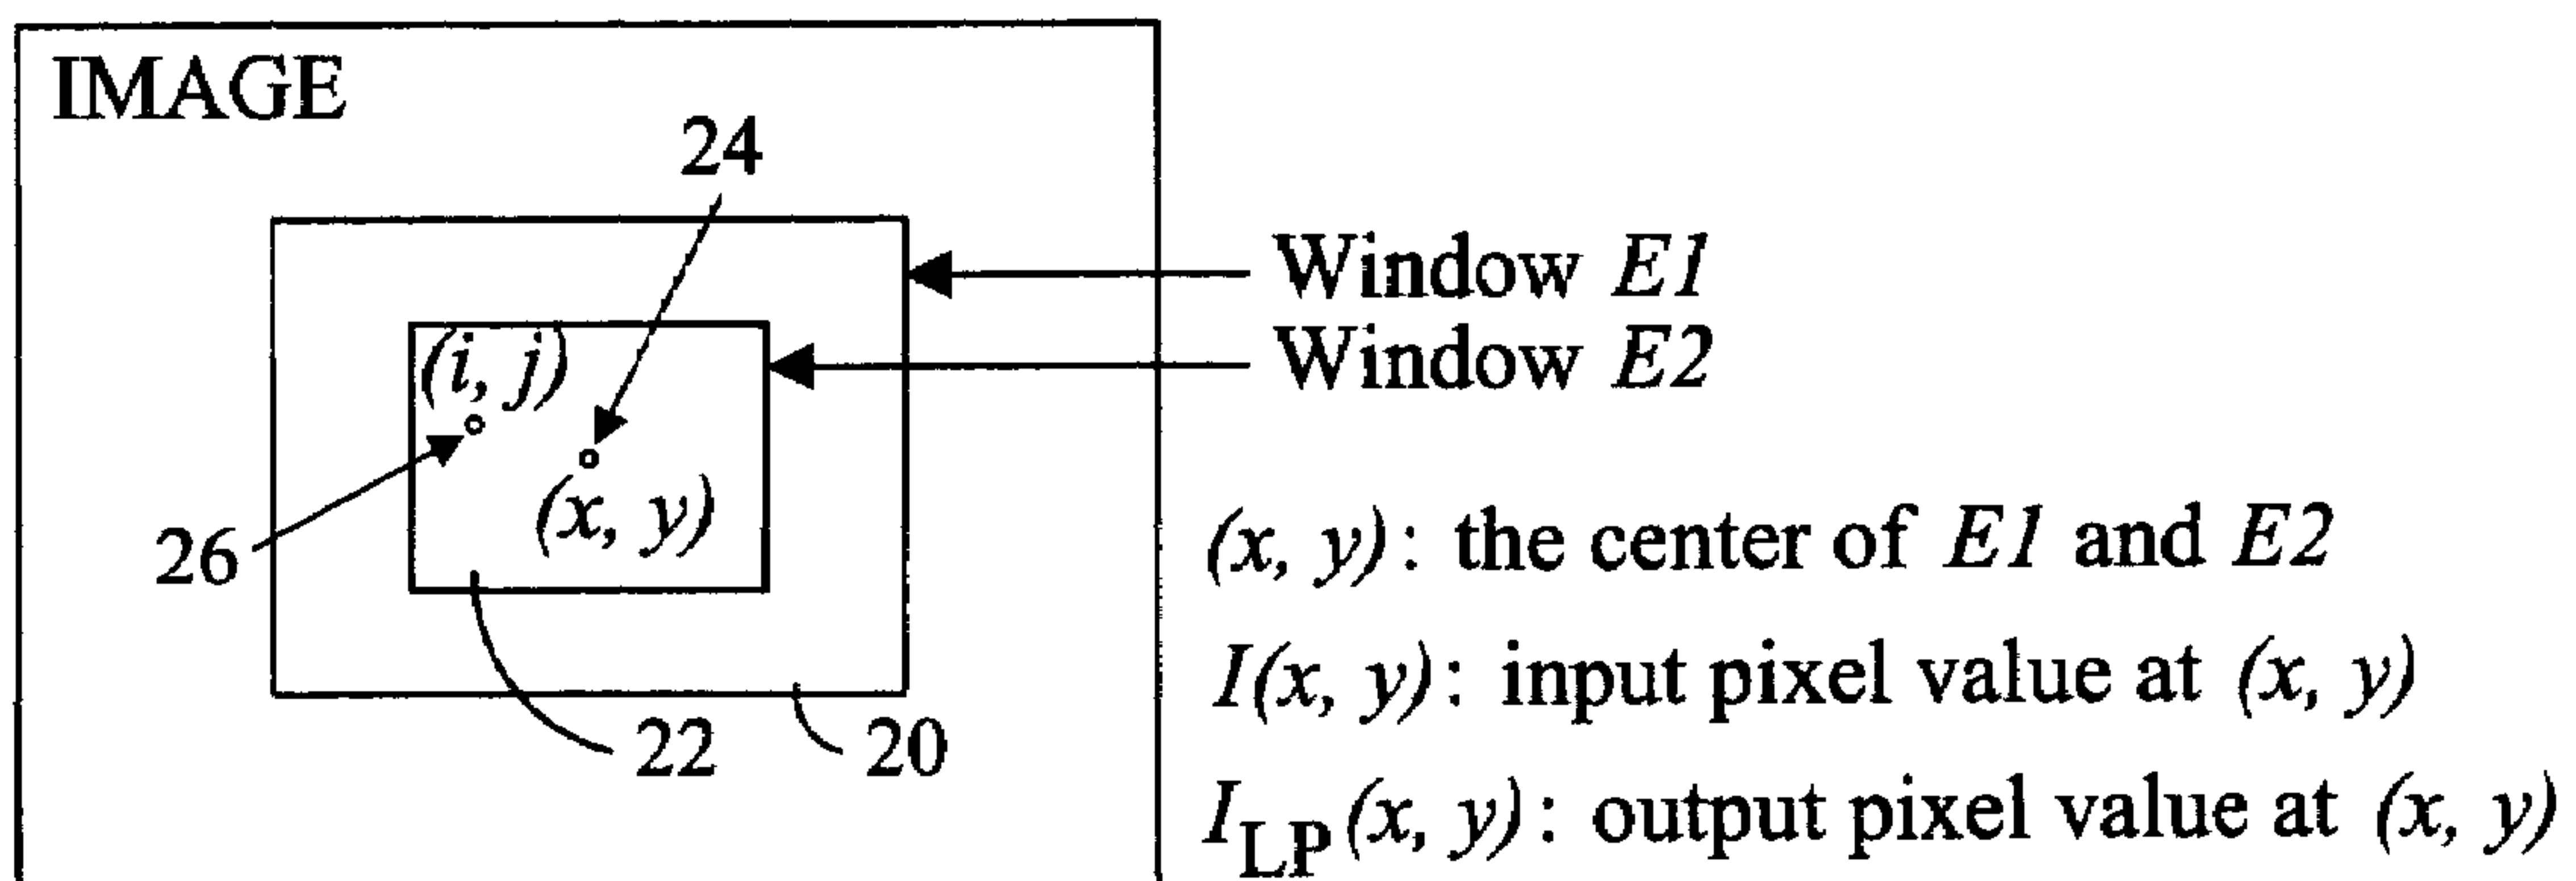 IMAGE
24
Window E1
Window E2
(i, j)
(x, y)
26
(x, y): the center of E1 and E2
I(x, y): input pixel value at (x, y)
22
20
I_LP(x, y): output pixel value at (x, y)